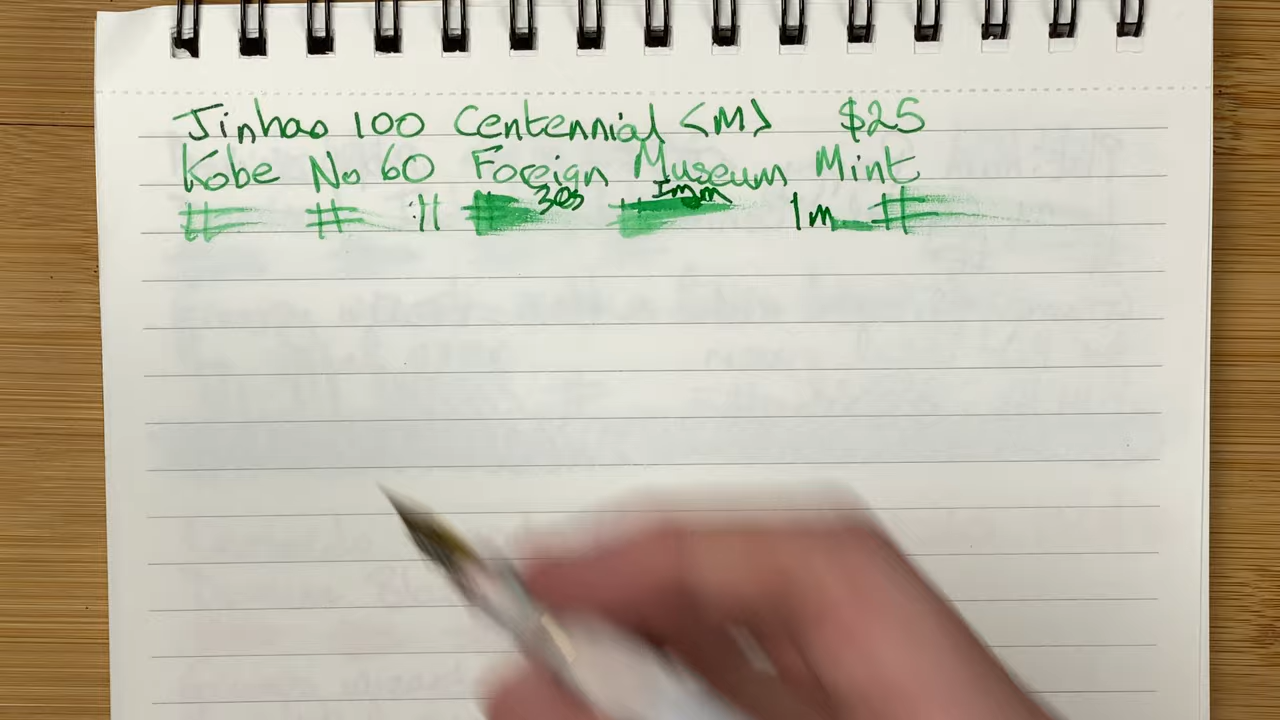 Jinhao 100 Centennial <M> $25
Kobe No 60 Foreign Museum Mint
# # 30s 1mm 1m #